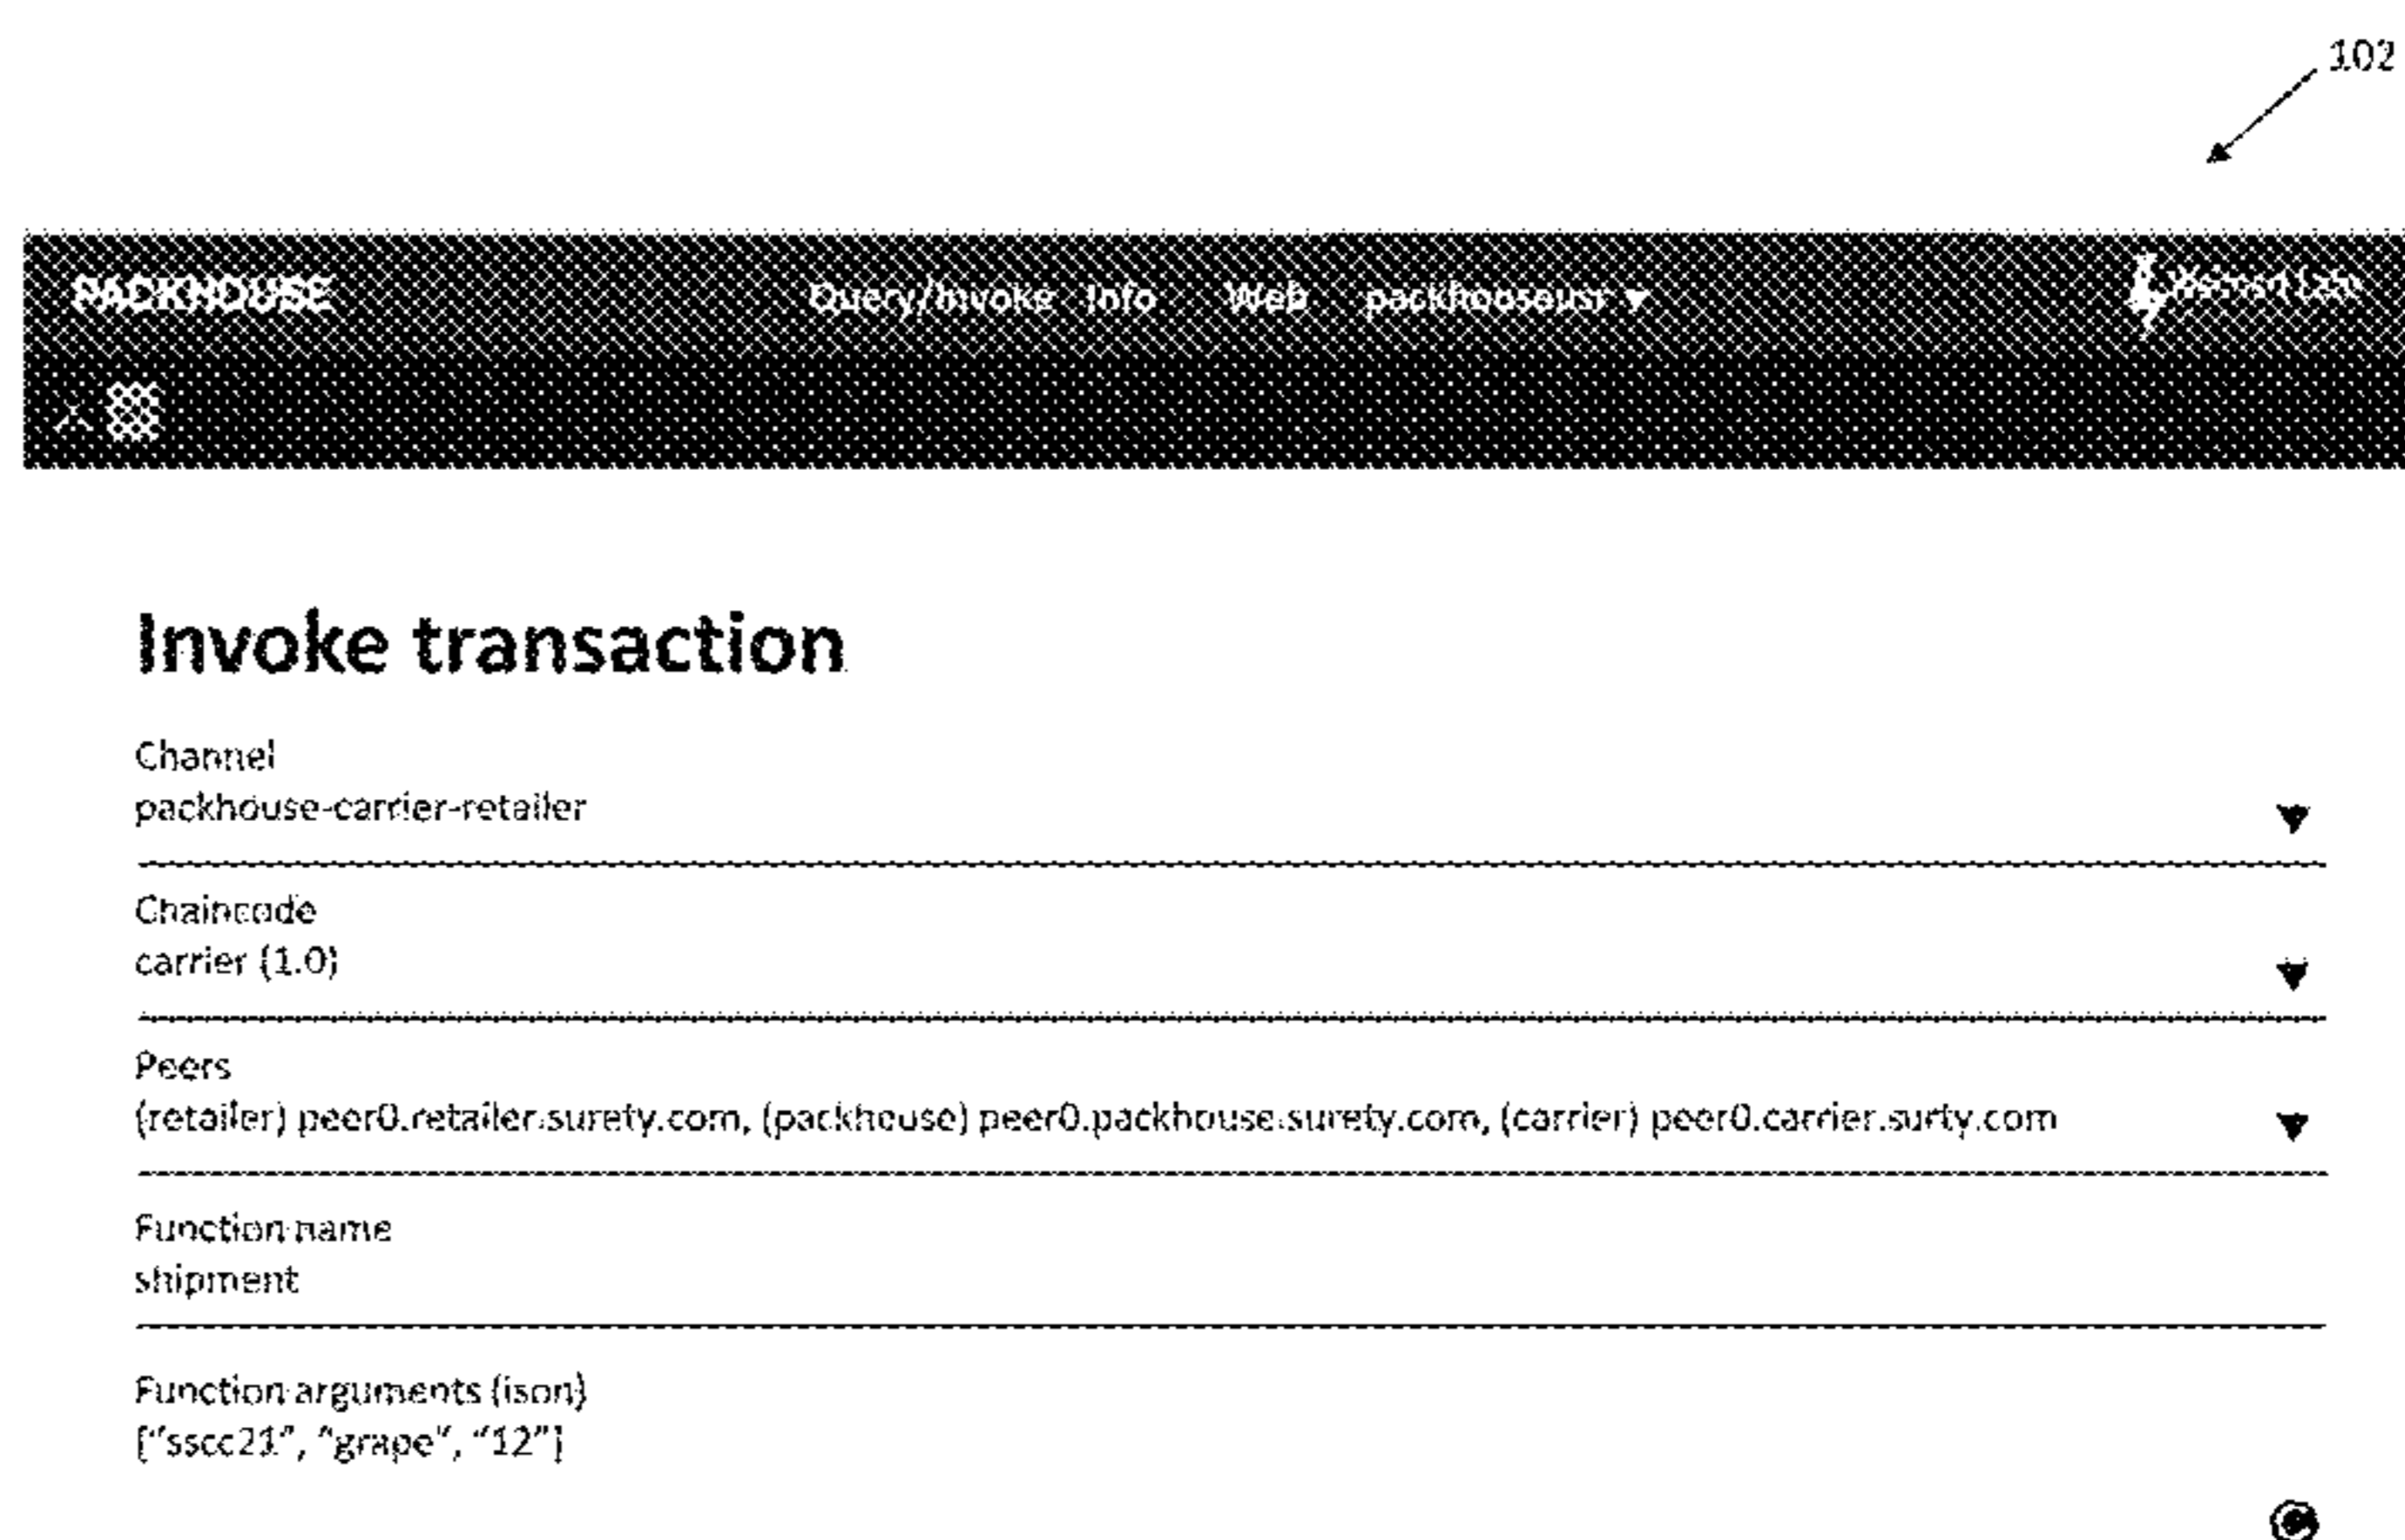 102
PACKHOUSE
Query/Invoke Info Web packhooseusr
Invoke transaction
Channel
packhouse-carrier-retailer
Chaincode
carrier (1.0)
Peers
(retailer) peer0.retailer.surety.com, (packhouse) peer0.packhouse.surety.com, (carrier) peer0.carrier.surty.com
Function name
shipment
Function arguments (ison)
["sscc21", "grape", "12"]